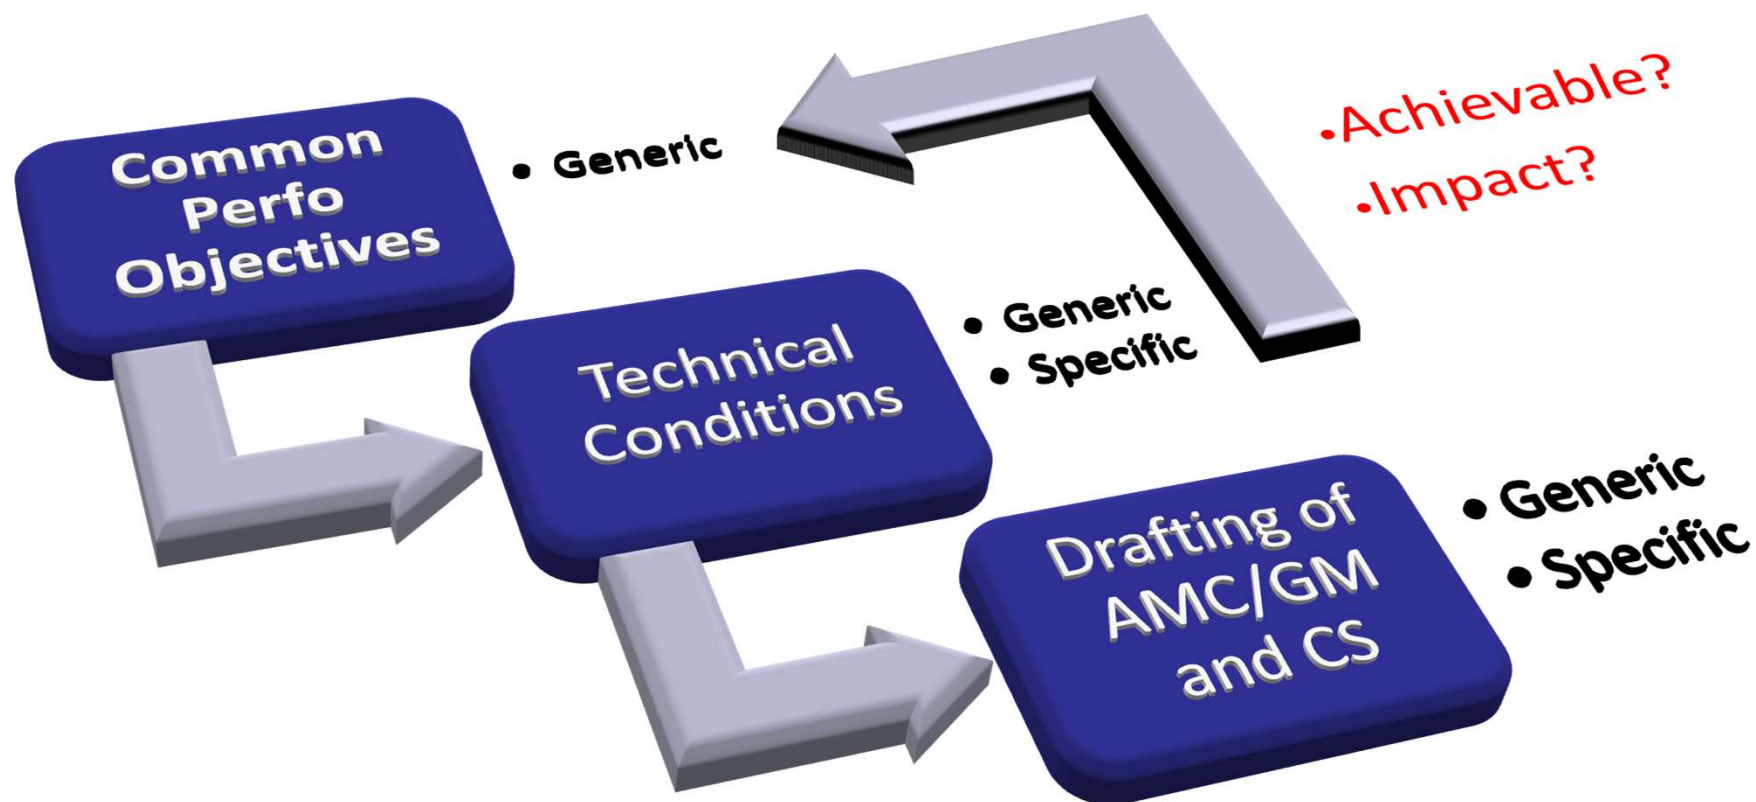 Common
Perfo
Objectives
• Generic
•Achievable?
•Impact?
Technical
Conditions
• Generic
• Specific
Drafting of
AMC/GM
and CS
• Generic
• Specific